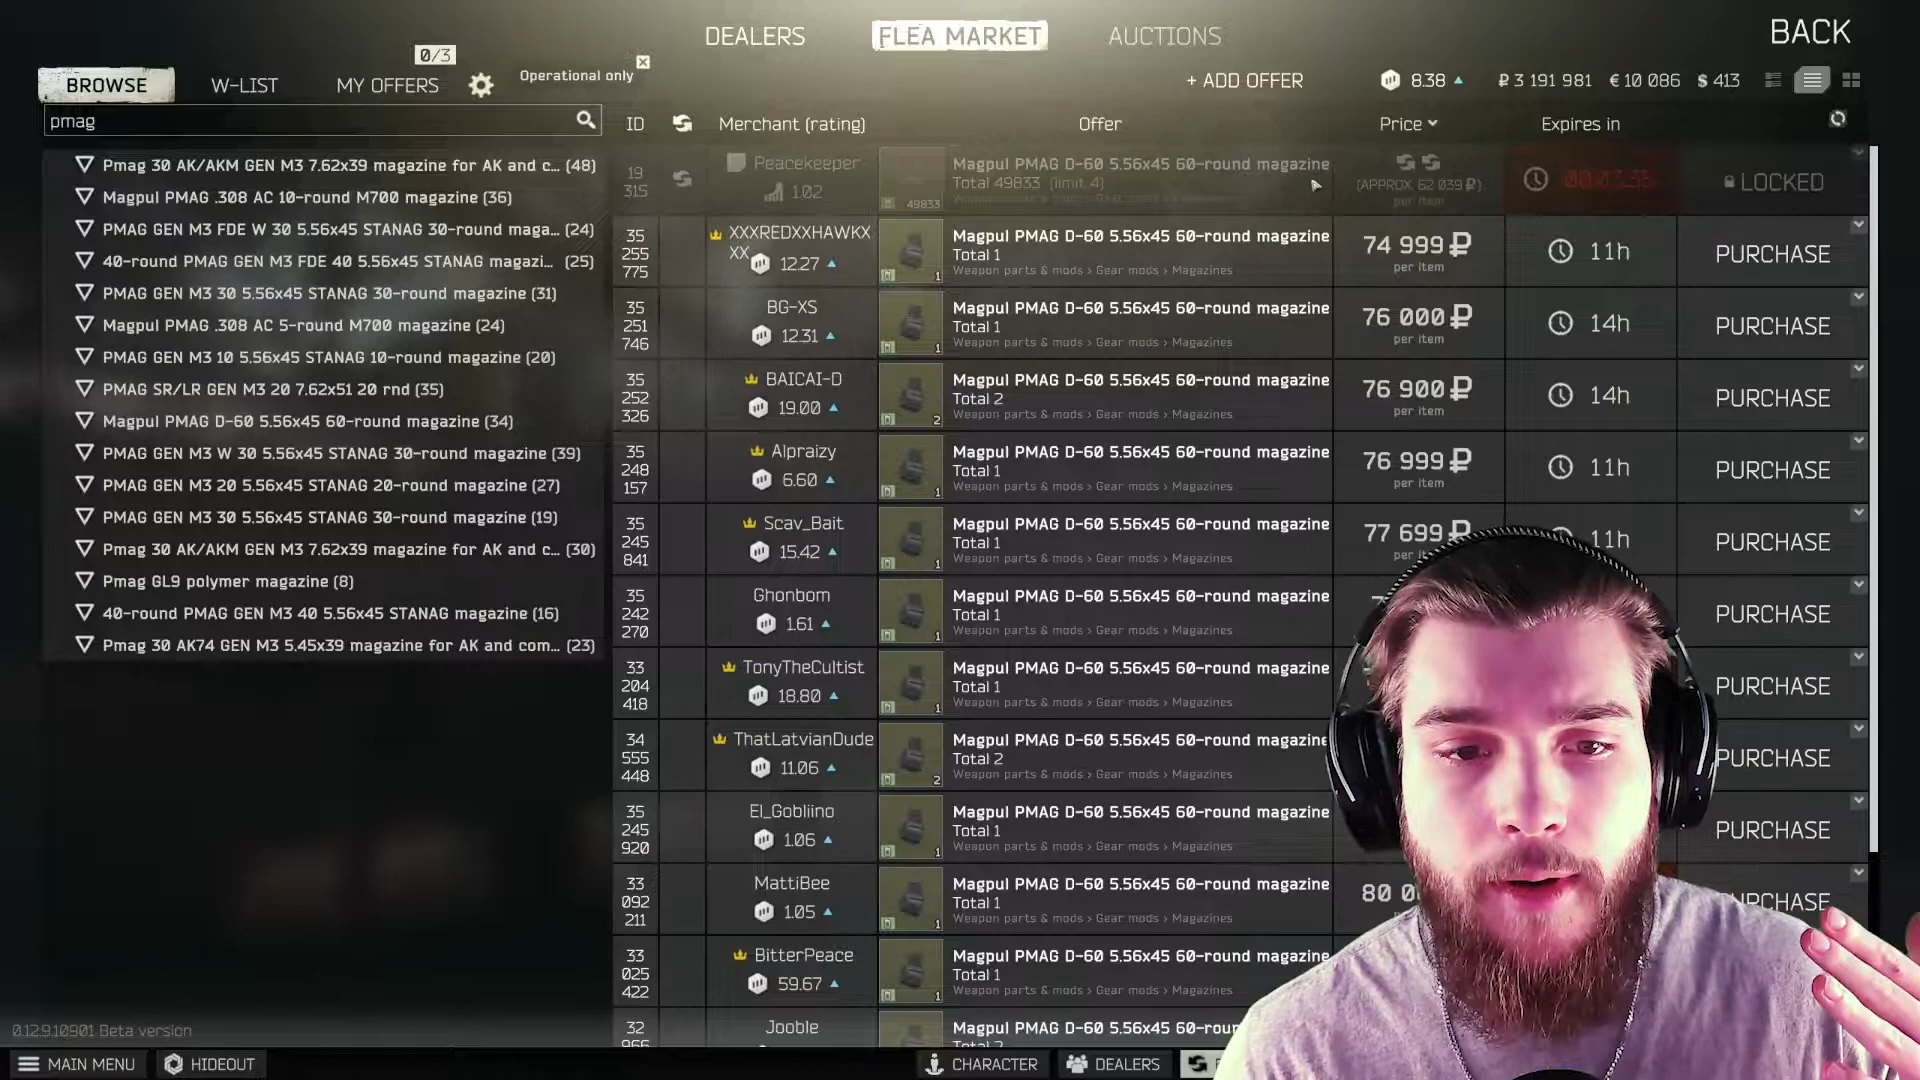 DEALERS
FLEA MARKET
AUCTIONS
BACK
0/3
BROWSE
W-LIST
MY OFFERS
Operational only
+ ADD OFFER
8.38
₽ 3 191 981
€ 10 086
$ 413
pmag
ID
Merchant (rating)
Offer
Price
Expires in
Pmag 30 AK/AKM GEN M3 7.62x39 magazine for AK and c... (48)
Magpul PMAG .308 AC 10-round M700 magazine (36)
PMAG GEN M3 FDE W 30 5.56x45 STANAG 30-round maga... (24)
40-round PMAG GEN M3 FDE 40 5.56x45 STANAG magazi... (25)
PMAG GEN M3 30 5.56x45 STANAG 30-round magazine (31)
Magpul PMAG .308 AC 5-round M700 magazine (24)
PMAG GEN M3 10 5.56x45 STANAG 10-round magazine (20)
PMAG SR/LR GEN M3 20 7.62x51 20 rnd (35)
Magpul PMAG D-60 5.56x45 60-round magazine (34)
PMAG GEN M3 W 30 5.56x45 STANAG 30-round magazine (39)
PMAG GEN M3 20 5.56x45 STANAG 20-round magazine (27)
PMAG GEN M3 30 5.56x45 STANAG 30-round magazine (19)
Pmag 30 AK/AKM GEN M3 7.62x39 magazine for AK and c... (30)
Pmag GL9 polymer magazine (8)
40-round PMAG GEN M3 40 5.56x45 STANAG magazine (16)
Pmag 30 AK74 GEN M3 5.45x39 magazine for AK and com... (23)
19 315
Peacekeeper
1.02
49833
Magpul PMAG D-60 5.56x45 60-round magazine
Total 49833 (limit 4)
(APPROX. 62 039 ₽)
per item
LOCKED
35 255 775
XXXREDXXHAWKX
XX
12.27
1
Magpul PMAG D-60 5.56x45 60-round magazine
Total 1
Weapon parts & mods > Gear mods > Magazines
74 999 ₽
per item
11h
PURCHASE
35 251 746
BG-XS
12.31
1
Magpul PMAG D-60 5.56x45 60-round magazine
Total 1
Weapon parts & mods > Gear mods > Magazines
76 000 ₽
per item
14h
PURCHASE
35 252 326
BAICAI-D
19.00
2
Magpul PMAG D-60 5.56x45 60-round magazine
Total 2
Weapon parts & mods > Gear mods > Magazines
76 900 ₽
per item
14h
PURCHASE
35 248 157
Alpraizy
6.60
1
Magpul PMAG D-60 5.56x45 60-round magazine
Total 1
Weapon parts & mods > Gear mods > Magazines
76 999 ₽
per item
11h
PURCHASE
35 245 841
Scav_Bait
15.42
1
Magpul PMAG D-60 5.56x45 60-round magazine
Total 1
Weapon parts & mods > Gear mods > Magazines
77 699 ₽
11h
PURCHASE
35 242 270
Ghonbom
1.61
1
Magpul PMAG D-60 5.56x45 60-round magazine
Total 1
Weapon parts & mods > Gear mods > Magazines
PURCHASE
33 204 418
TonyTheCultist
18.80
1
Magpul PMAG D-60 5.56x45 60-round magazine
Total 1
Weapon parts & mods > Gear mods > Magazines
PURCHASE
34 555 448
ThatLatvianDude
11.06
2
Magpul PMAG D-60 5.56x45 60-round magazine
Total 2
Weapon parts & mods > Gear mods > Magazines
PURCHASE
35 245 920
El_Gobliino
1.06
1
Magpul PMAG D-60 5.56x45 60-round magazine
Total 1
Weapon parts & mods > Gear mods > Magazines
PURCHASE
33 092 211
MattiBee
1.05
1
Magpul PMAG D-60 5.56x45 60-round magazine
Total 1
Weapon parts & mods > Gear mods > Magazines
80
33 025 422
BitterPeace
59.67
1
Magpul PMAG D-60 5.56x45 60-round magazine
Total 1
Weapon parts & mods > Gear mods > Magazines
32
Jooble
Magpul PMAG D-60 5.56x45
0.12.9.10901 Beta version
MAIN MENU
HIDEOUT
CHARACTER
DEALERS